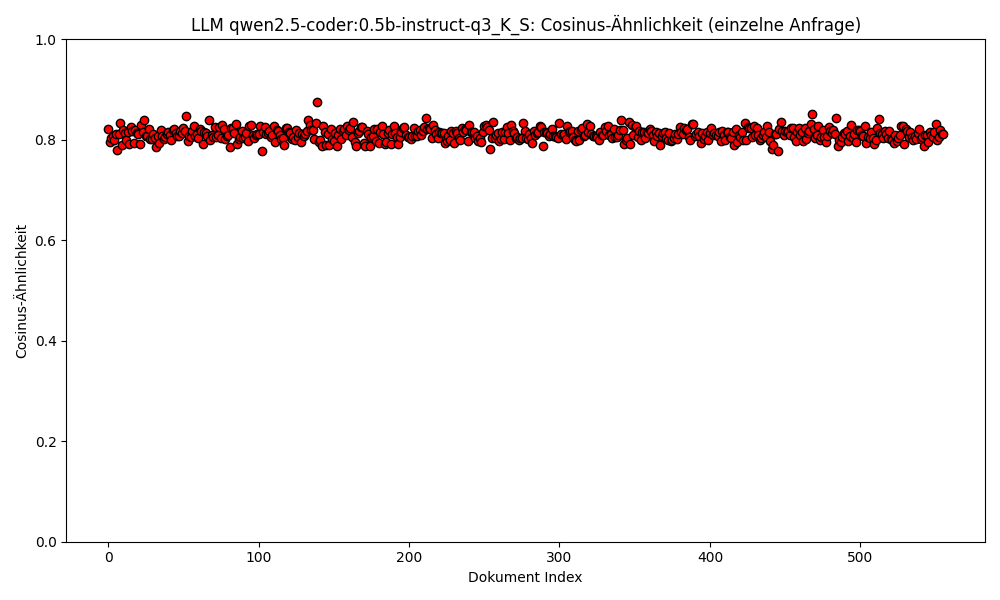 LLM qwen2.5-coder:0.5b-instruct-q3_K_S: Cosinus-Ähnlichkeit (einzelne Anfrage)
1.0
0.8
0.6
0.4
0.2
0.0
Cosinus-Ähnlichkeit
0 100 200 300 400 500
Dokument Index